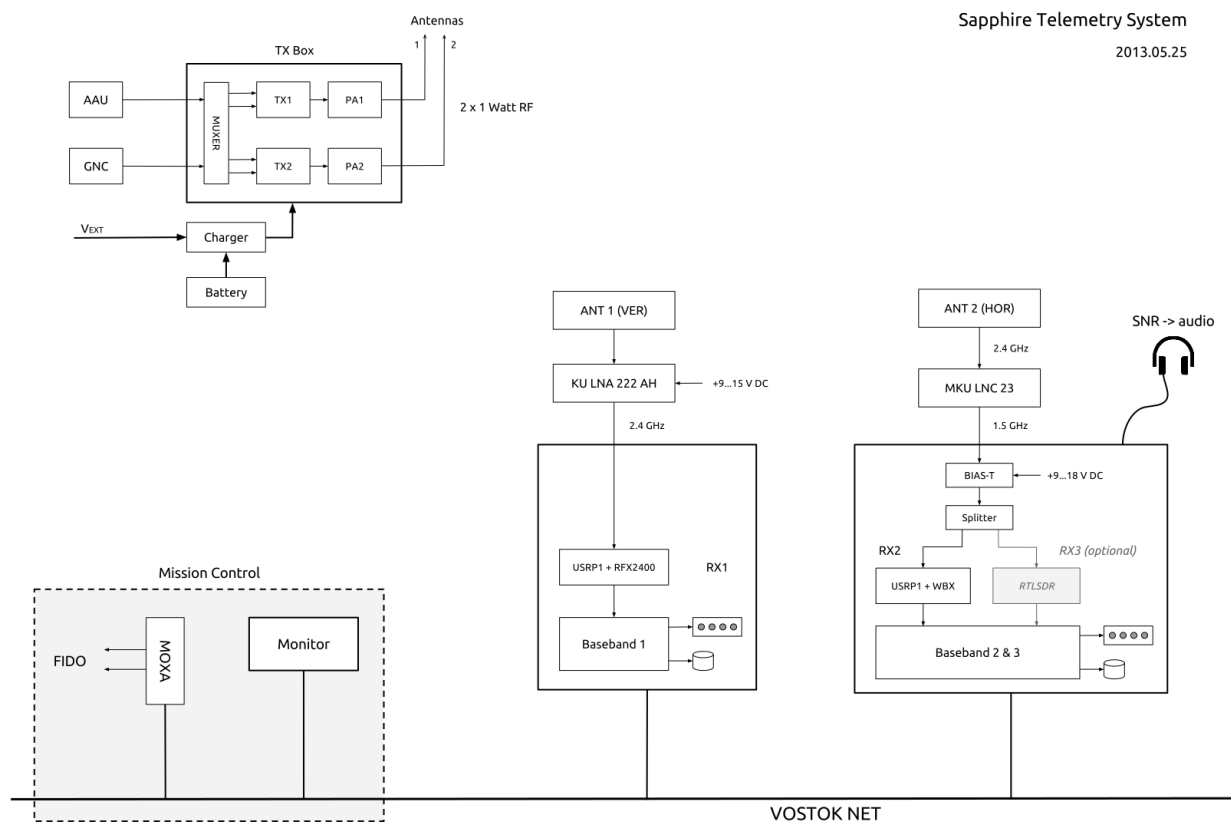 Sapphire Telemetry System
2013.05.25
Antennas
1
2
TX Box
AAU
GNC
MUXER
TX1
PA1
TX2
PA2
2 x 1 Watt RF
VEXT
Charger
Battery
ANT 1 (VER)
KU LNA 222 AH
+9...15 V DC
2.4 GHz
USRP1 + RFX2400
RX1
Baseband 1
ANT 2 (HOR)
2.4 GHz
MKU LNC 23
1.5 GHz
SNR -> audio
BIAS-T
+9...18 V DC
Splitter
RX2
RX3 (optional)
USRP1 + WBX
RTLSDR
Baseband 2 & 3
Mission Control
FIDO
MOXA
Monitor
VOSTOK NET